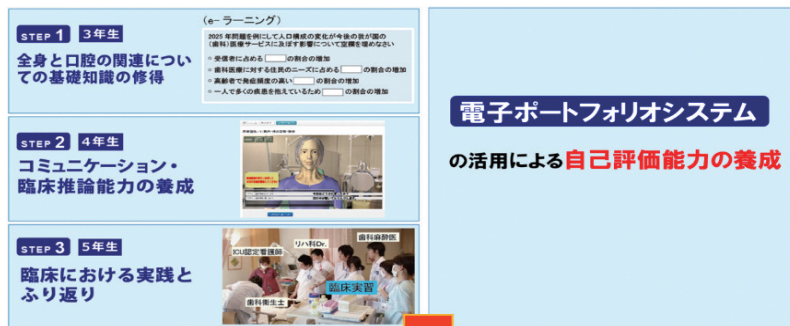 STEP 1 3年生
全身と口腔の関連につい
ての基礎知識の修得
(e-ラーニング)
2025年問題を例にして人口構成の変化が今後の我が国の
(歯科)医療サービスに及ぼす影響について空欄を埋めなさい
受信者に占める の割合の増加
歯科医療に対する住民のニーズに占める の割合の増加
高齢者で発症頻度の高い の割合の増加
一人で多くの疾患を抱えているため の割合の増加
STEP 2 4年生
コミュニケーション・
臨床推論能力の養成
STEP 3 5年生
臨床における実践と
ふり返り
歯科麻酔医
リハ科Dr.
ICU認定看護師
臨床実習
歯科衛生士
電子ポートフォリオシステム
の活用による自己評価能力の養成